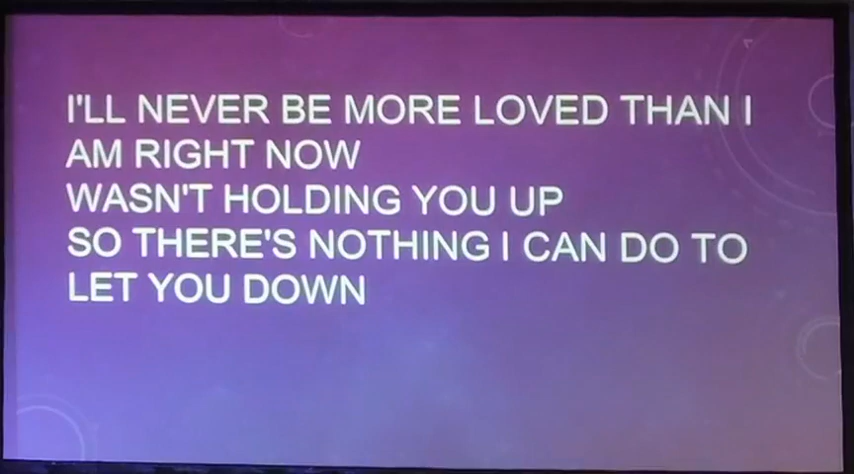 I'LL NEVER BE MORE LOVED THAN I
AM RIGHT NOW
WASN'T HOLDING YOU UP
SO THERE'S NOTHING I CAN DO TO
LET YOU DOWN